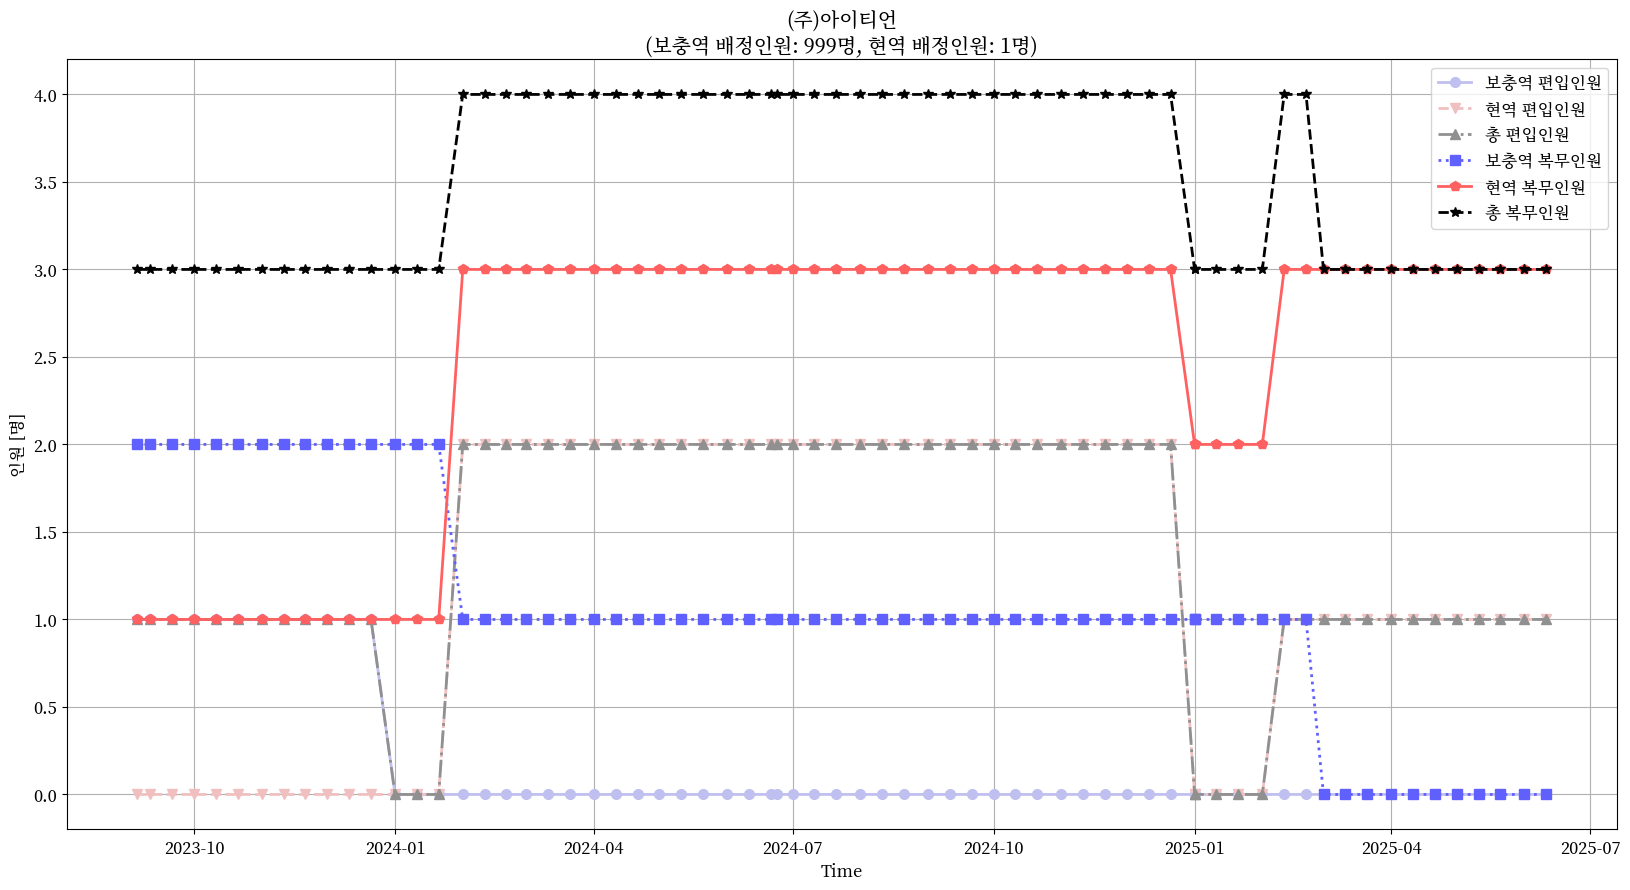 (주)아이티언
(보충역 배정인원: 999명, 현역 배정인원: 1명)
보충역 편입인원
현역 편입인원
총 편입인원
보충역 복무인원
현역 복무인원
총 복무인원
인원 [명]
4.0
3.5
3.0
2.5
2.0
1.5
1.0
0.5
0.0
2023-10
2024-01
2024-04
2024-07
2024-10
2025-01
2025-04
2025-07
Time